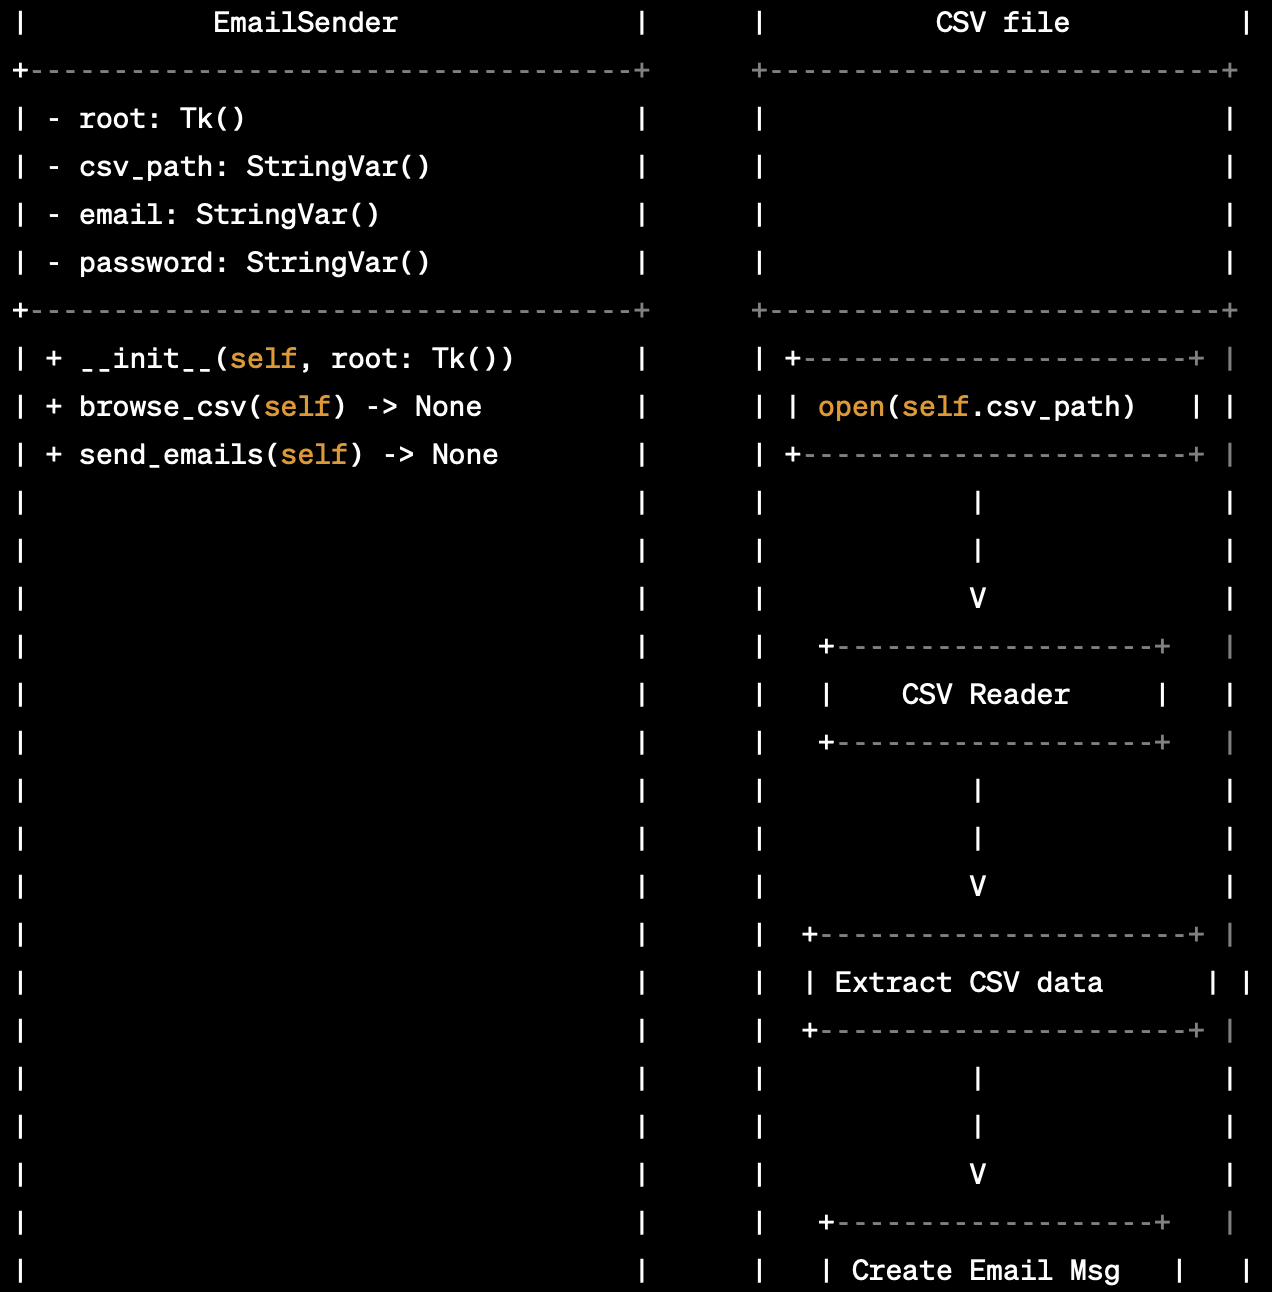 |           EmailSender              |      |          CSV file          |
+------------------------------------+      +---------------------------+
| - root: Tk()                       |      |                           |
| - csv_path: StringVar()            |      |                           |
| - email: StringVar()               |      |                           |
| - password: StringVar()            |      |                           |
+------------------------------------+      +---------------------------+
| + __init__(self, root: Tk())       |      | +-----------------------+ |
| + browse_csv(self) -> None         |      | | open(self.csv_path)   | |
| + send_emails(self) -> None        |      | +-----------------------+ |
|                                    |      |            |              |
|                                    |      |            |              |
|                                    |      |            V              |
|                                    |      |   +-------------------+   |
|                                    |      |   |    CSV Reader     |   |
|                                    |      |   +-------------------+   |
|                                    |      |            |              |
|                                    |      |            |              |
|                                    |      |            V              |
|                                    |      |  +----------------------+ |
|                                    |      |  | Extract CSV data      | |
|                                    |      |  +----------------------+ |
|                                    |      |            |              |
|                                    |      |            |              |
|                                    |      |            V              |
|                                    |      |   +-------------------+   |
|                                    |      |   | Create Email Msg   |   |